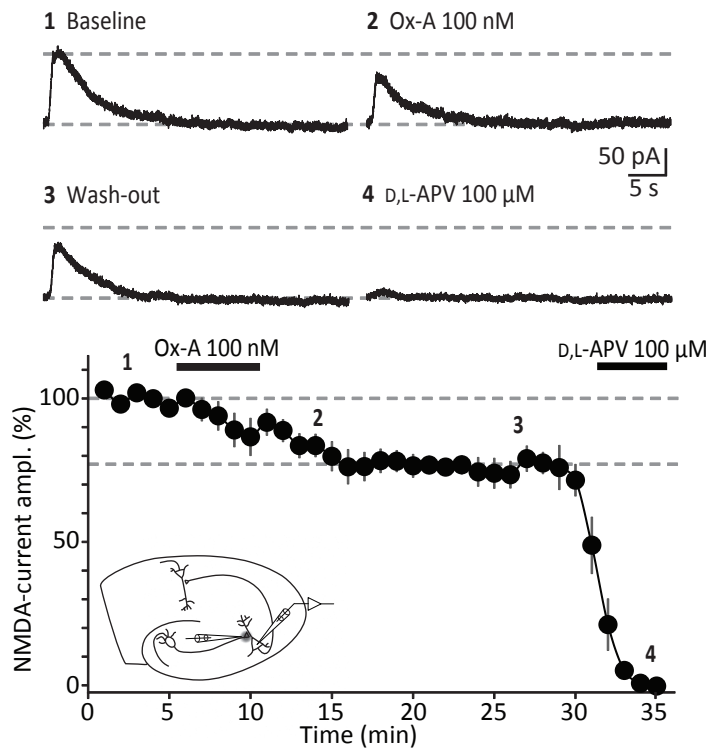 1 Baseline
2 Ox-A 100 nM
50 pA
5 s
3 Wash-out
4 D,L-APV 100 µM
Ox-A 100 nM
D,L-APV 100 µM
1
2
3
4
NMDA-current ampl. (%)
100
50
0
0 5 10 15 20 25 30 35
Time (min)